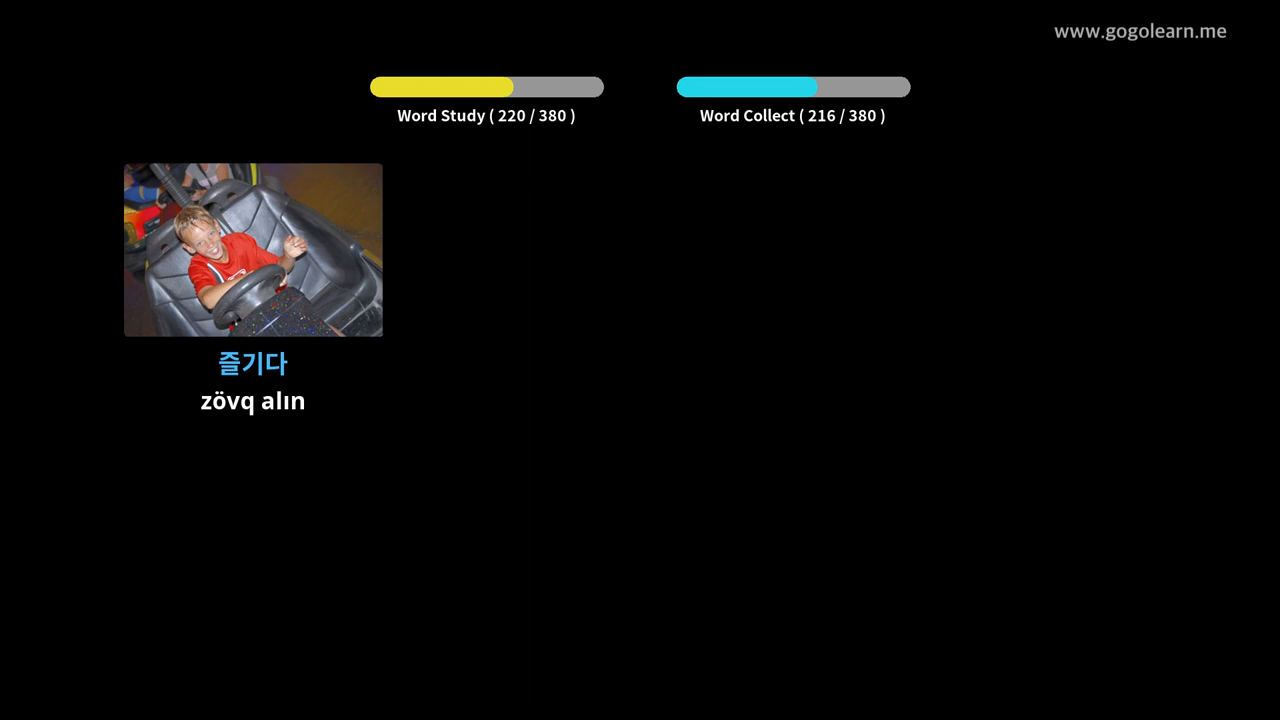 www.gogolearn.me
Word Study ( 220 / 380 )
Word Collect ( 216 / 380 )
즐기다
zövq alın